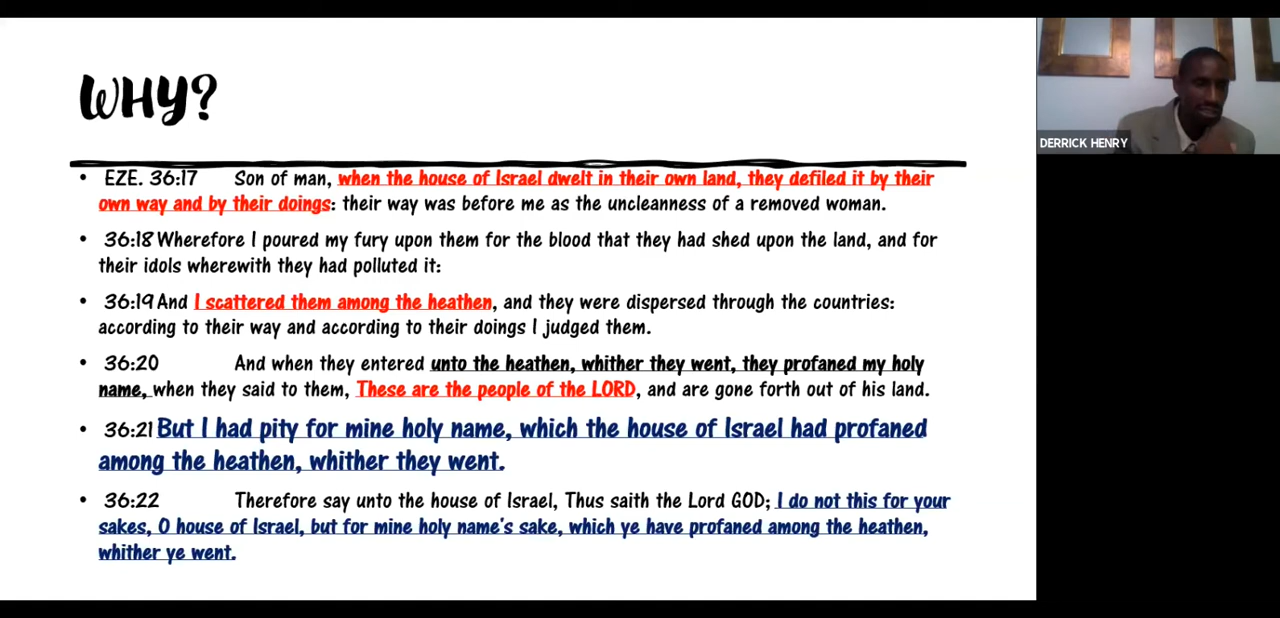 WHY?
• EZE. 36:17 Son of man, when the house of Israel dwelt in their own land, they defiled it by their
own way and by their doings: their way was before me as the uncleanness of a removed woman.
• 36:18 Wherefore I poured my fury upon them for the blood that they had shed upon the land, and for
their idols wherewith they had polluted it:
• 36:19 And I scattered them among the heathen, and they were dispersed through the countries:
according to their way and according to their doings I judged them.
• 36:20 And when they entered unto the heathen, whither they went, they profaned my holy
name, when they said to them, These are the people of the LORD, and are gone forth out of his land.
• 36:21 But I had pity for mine holy name, which the house of Israel had profaned
among the heathen, whither they went.
• 36:22 Therefore say unto the house of Israel, Thus saith the Lord GOD; I do not this for your
sakes, O house of Israel, but for mine holy name's sake, which ye have profaned among the heathen,
whither ye went.
DERRICK HENRY